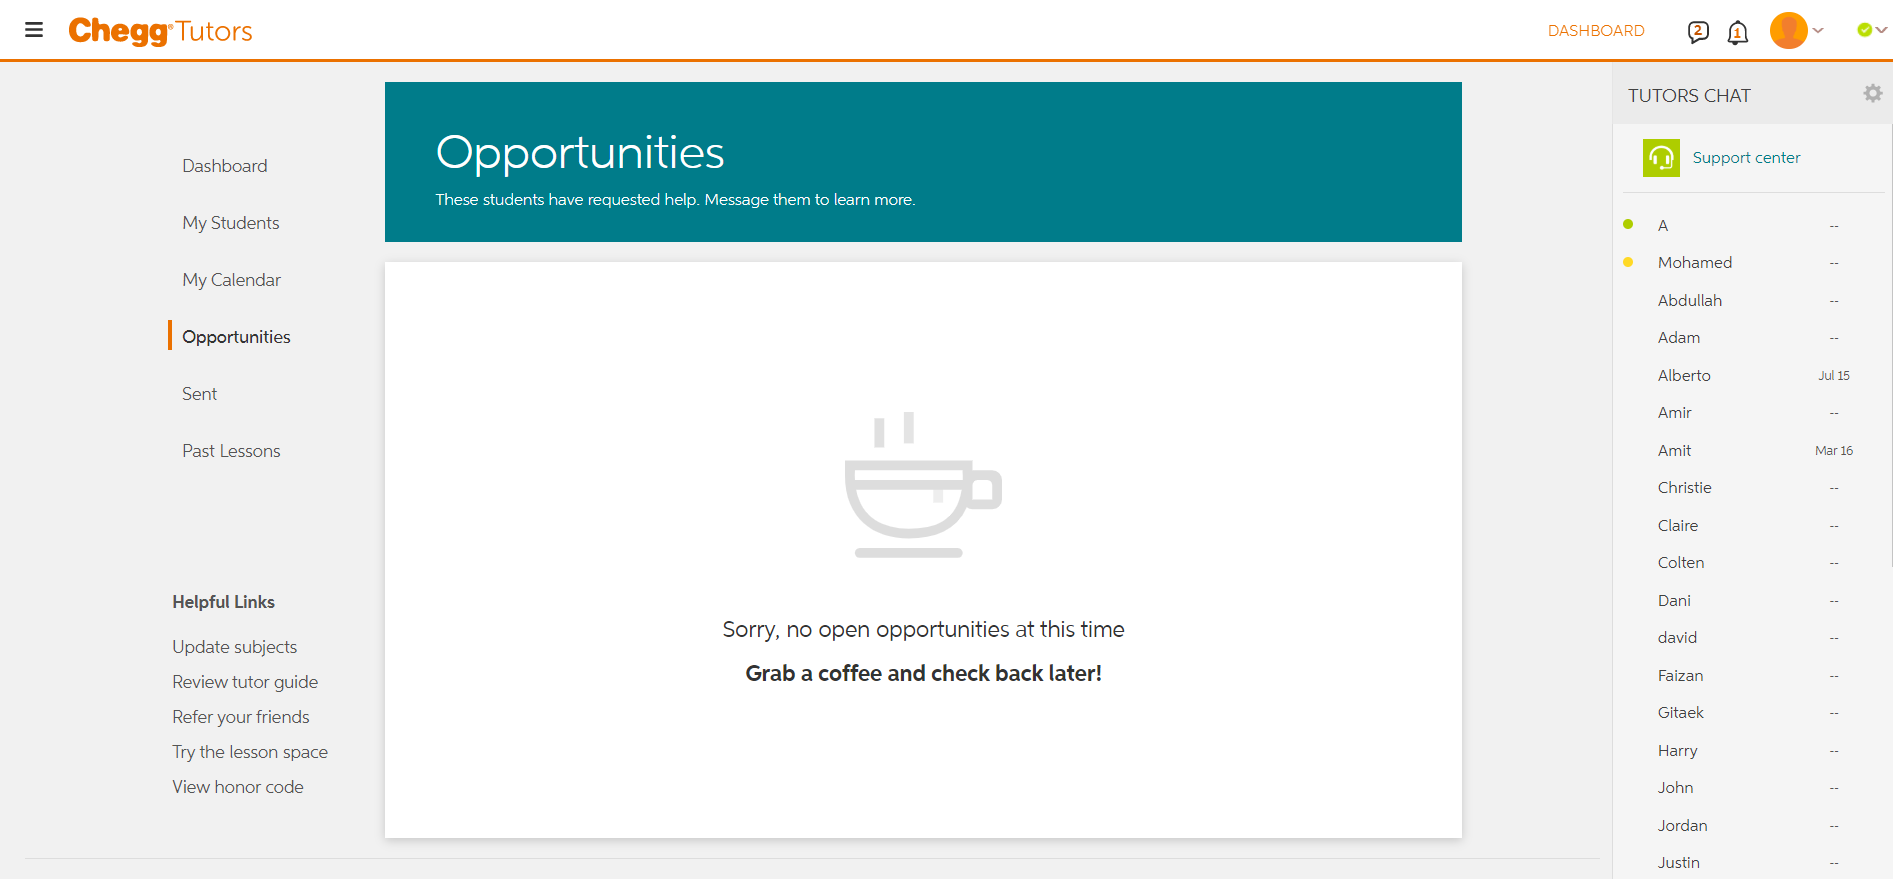 Chegg® Tutors
DASHBOARD
2
1
Dashboard
My Students
My Calendar
Opportunities
Sent
Past Lessons
Helpful Links
Update subjects
Review tutor guide
Refer your friends
Try the lesson space
View honor code
Opportunities
These students have requested help. Message them to learn more.
Sorry, no open opportunities at this time
Grab a coffee and check back later!
TUTORS CHAT
Support center
A --
Mohamed --
Abdullah --
Adam --
Alberto Jul 15
Amir --
Amit Mar 16
Christie --
Claire --
Colten --
Dani --
david --
Faizan --
Gitaek --
Harry --
John --
Jordan --
Justin --